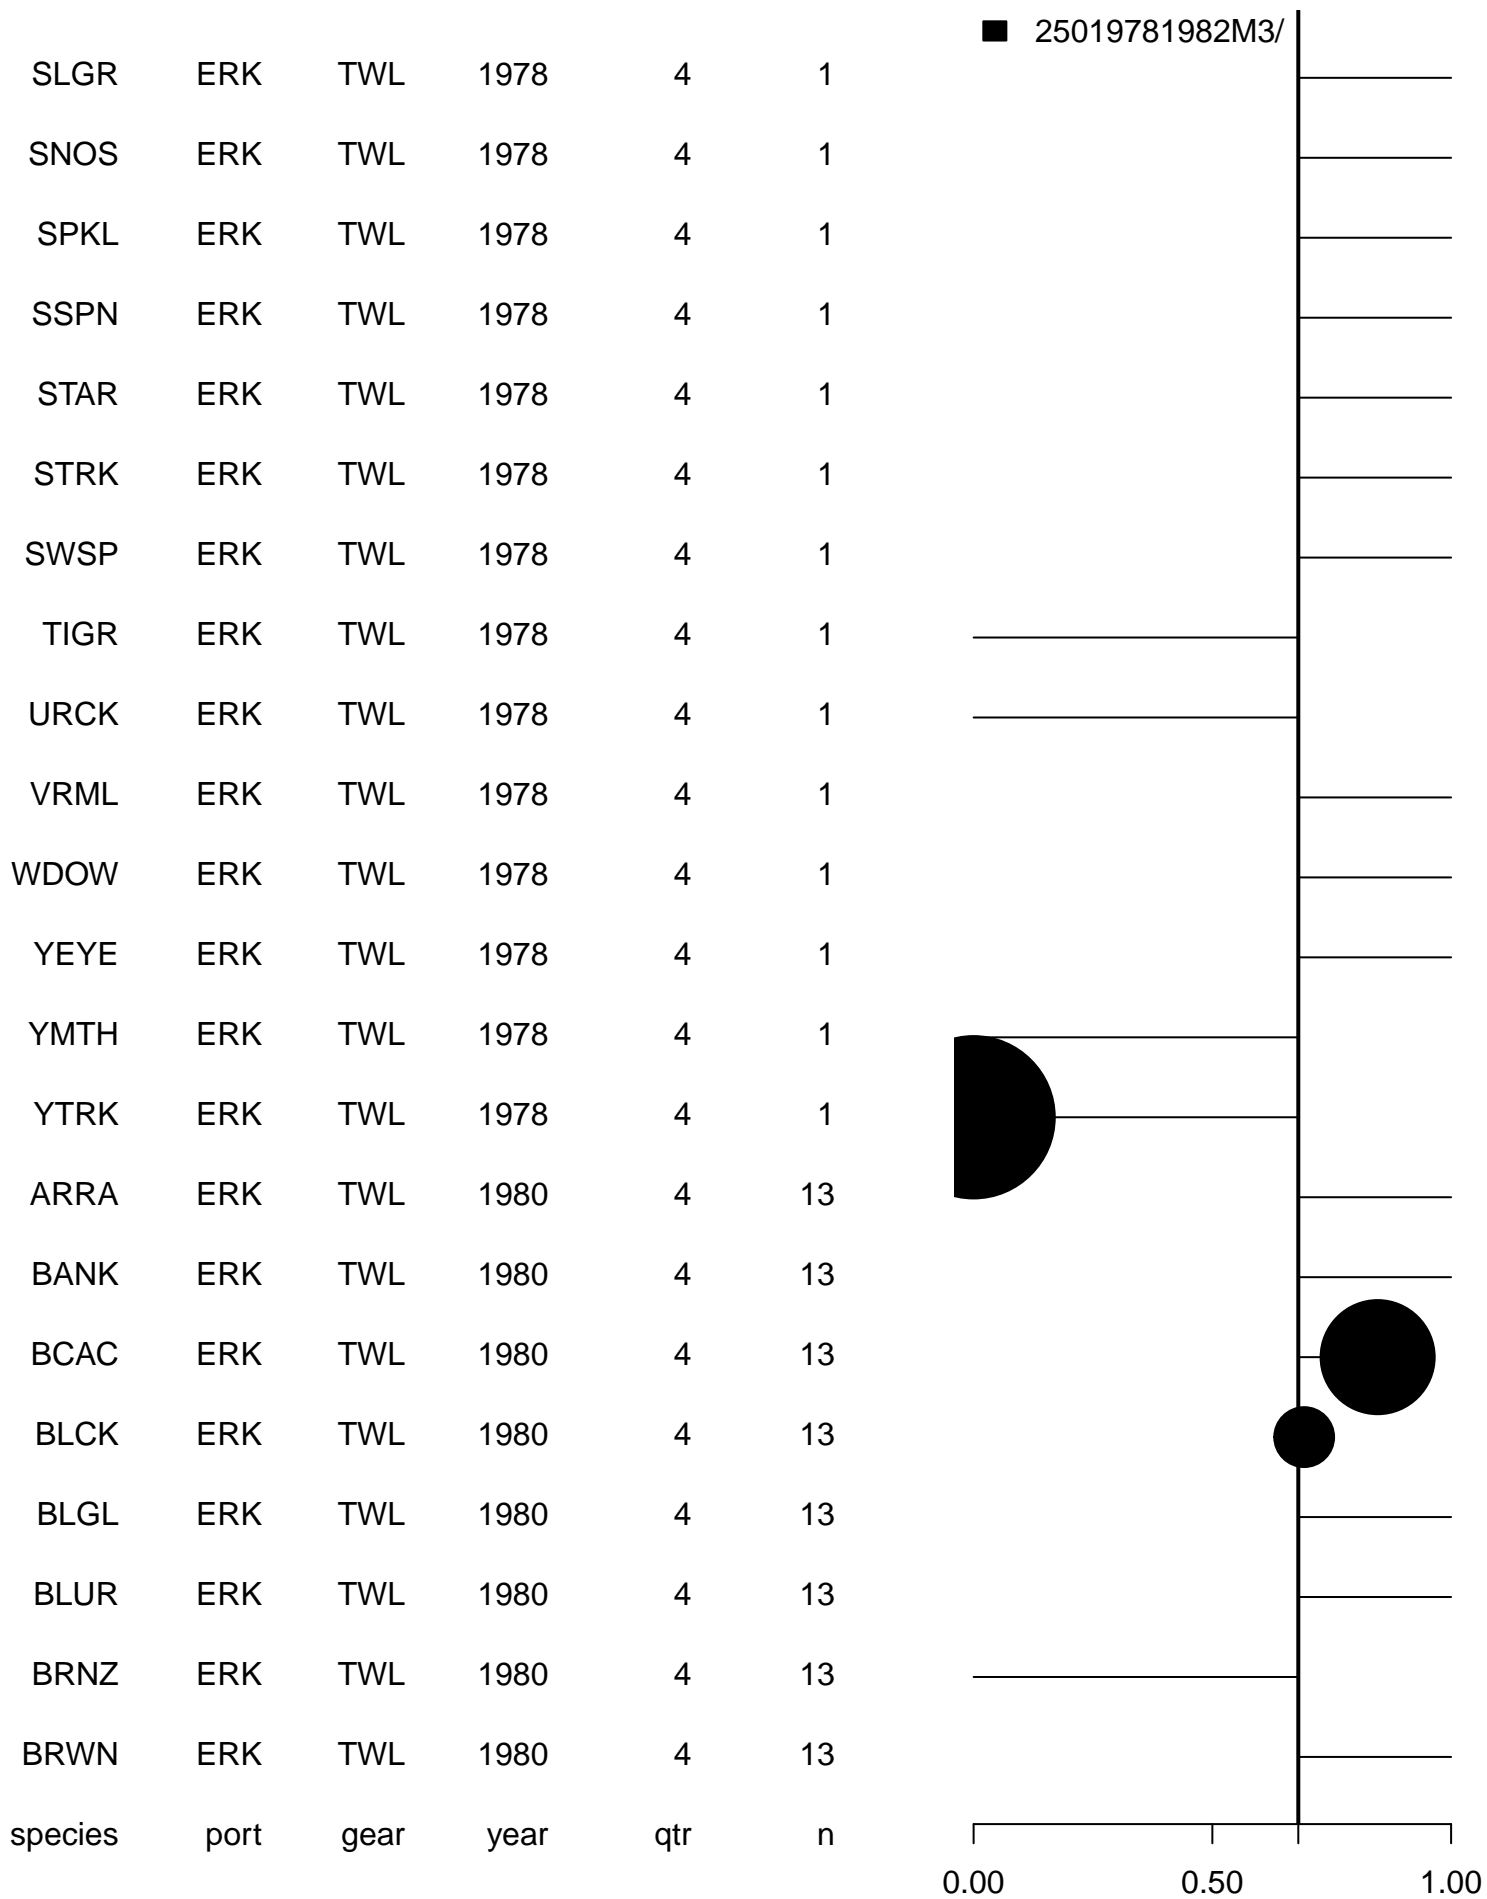 25019781982M3/
SLGR ERK TWL 1978 4 1
SNOS ERK TWL 1978 4 1
SPKL ERK TWL 1978 4 1
SSPN ERK TWL 1978 4 1
STAR ERK TWL 1978 4 1
STRK ERK TWL 1978 4 1
SWSP ERK TWL 1978 4 1
TIGR ERK TWL 1978 4 1
URCK ERK TWL 1978 4 1
VRML ERK TWL 1978 4 1
WDOW ERK TWL 1978 4 1
YEYE ERK TWL 1978 4 1
YMTH ERK TWL 1978 4 1
YTRK ERK TWL 1978 4 1
ARRA ERK TWL 1980 4 13
BANK ERK TWL 1980 4 13
BCAC ERK TWL 1980 4 13
BLCK ERK TWL 1980 4 13
BLGL ERK TWL 1980 4 13
BLUR ERK TWL 1980 4 13
BRNZ ERK TWL 1980 4 13
BRWN ERK TWL 1980 4 13
species port gear year qtr n
0.00 0.50 1.00